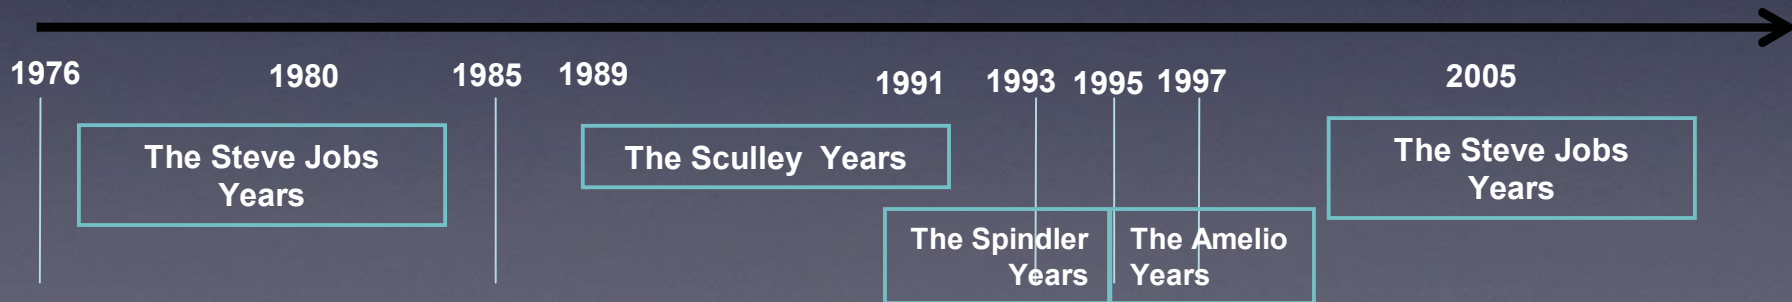 1976 1980 1985 1989 1991 1993 1995 1997 2005
The Steve Jobs
Years
The Sculley  Years
The Steve Jobs
Years
The Spindler
Years
The Amelio
Years